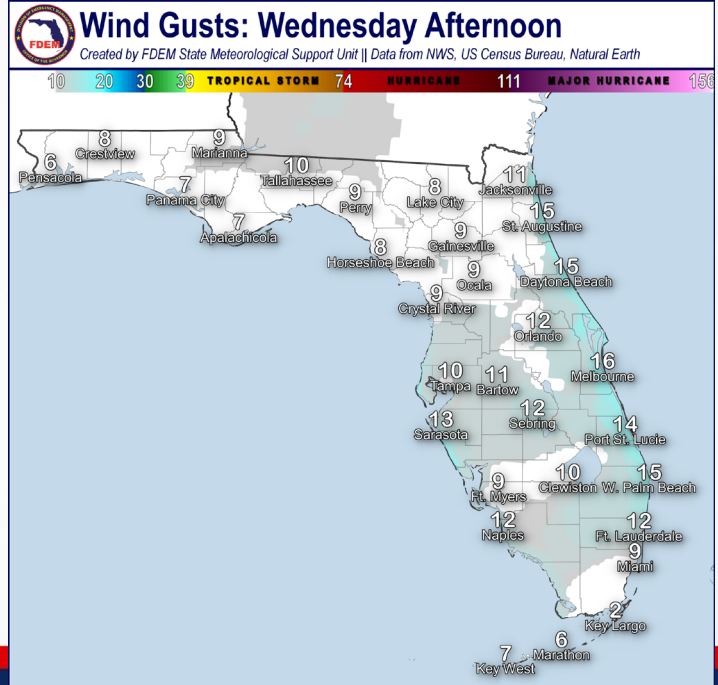 Wind Gusts: Wednesday Afternoon
Created by FDEM State Meteorological Support Unit || Data from NWS, US Census Bureau, Natural Earth
FDEM
10 20 30 39 TROPICAL STORM 74 HURRICANE 111 MAJOR HURRICANE 156
8
Crestview
9
Marianna
6
Pensacola
10
Tallahassee
11
Jacksonville
7
Panama City
9
Perry
8
Lake City
15
St. Augustine
7
Apalachicola
9
Gainesville
8
Horseshoe Beach
9
Ocala
15
Daytona Beach
9
Crystal River
12
Orlando
16
Melbourne
10
Tampa
11
Bartow
12
Sebring
13
Sarasota
14
Port St. Lucie
9
Ft. Myers
10
Clewiston
15
W. Palm Beach
12
Naples
12
Ft. Lauderdale
9
Miami
2
Key Largo
6
Marathon
7
Key West